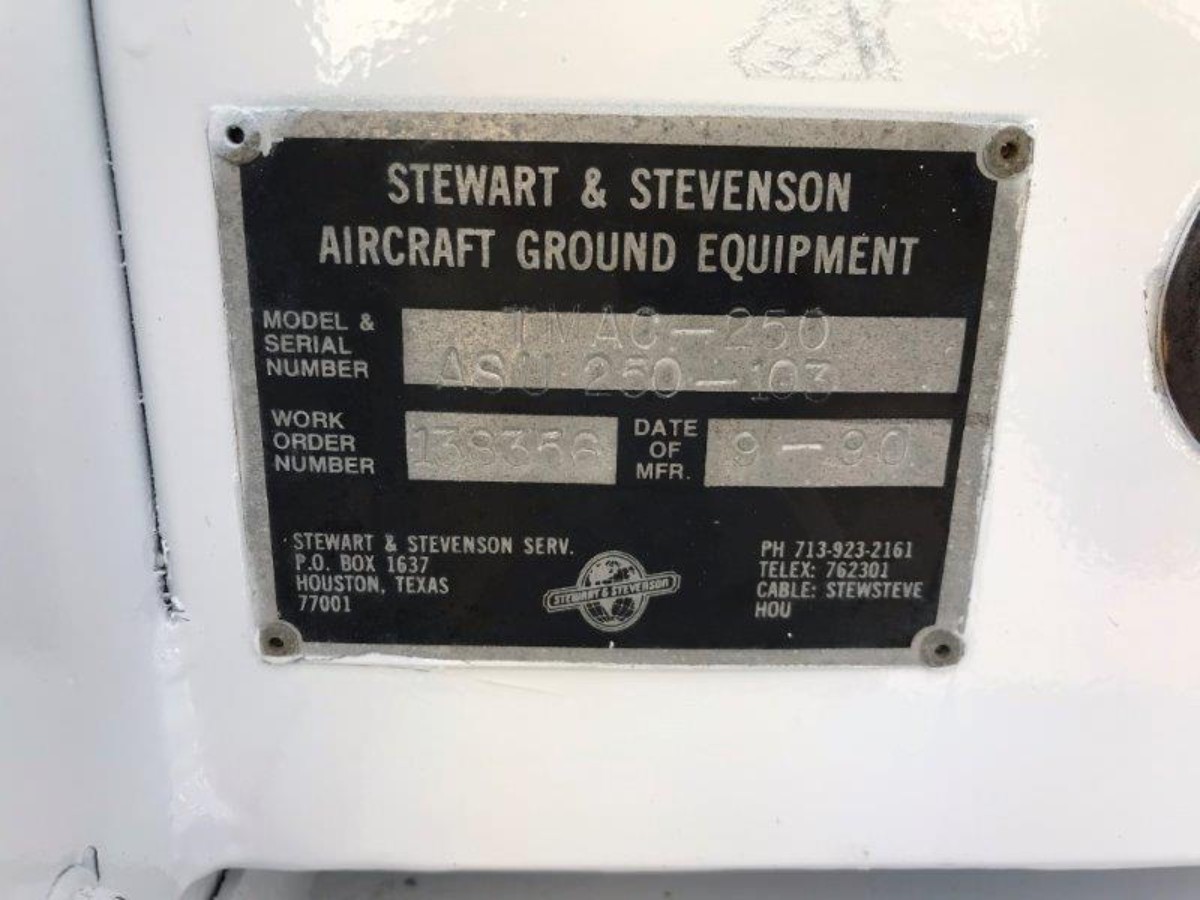 STEWART & STEVENSON
AIRCRAFT GROUND EQUIPMENT
MODEL &
SERIAL
NUMBER
TMAC-250
ASU 250-103
WORK
ORDER
NUMBER
138356
DATE
OF
MFR.
9-90
STEWART & STEVENSON SERV.
P.O. BOX 1637
HOUSTON, TEXAS
77001
STEWART & STEVENSON
PH 713-923-2161
TELEX: 762301
CABLE: STEWSTEVE
HOU